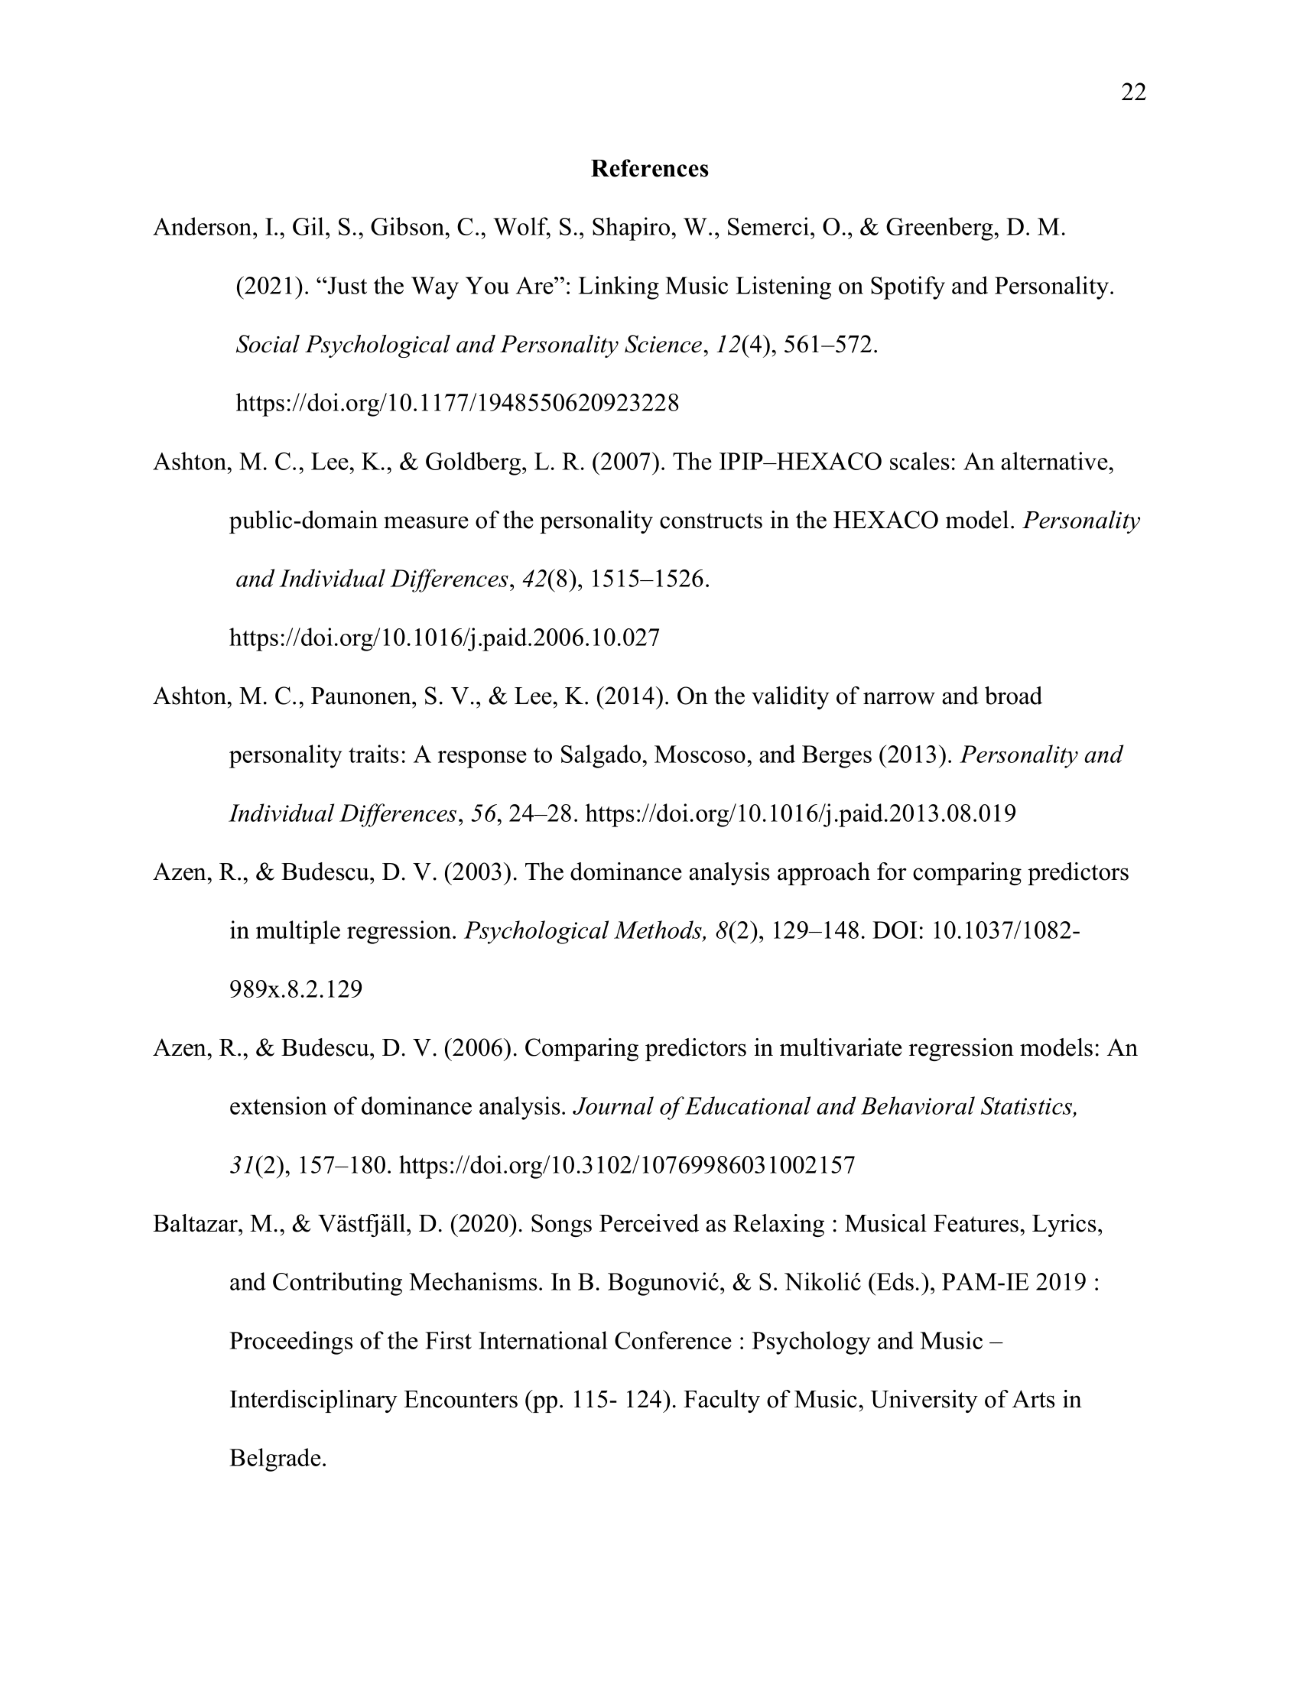 22
References
Anderson, I., Gil, S., Gibson, C., Wolf, S., Shapiro, W., Semerci, O., & Greenberg, D. M.
(2021). “Just the Way You Are”: Linking Music Listening on Spotify and Personality.
Social Psychological and Personality Science, 12(4), 561–572.
https://doi.org/10.1177/1948550620923228
Ashton, M. C., Lee, K., & Goldberg, L. R. (2007). The IPIP–HEXACO scales: An alternative,
public-domain measure of the personality constructs in the HEXACO model. Personality
and Individual Differences, 42(8), 1515–1526.
https://doi.org/10.1016/j.paid.2006.10.027
Ashton, M. C., Paunonen, S. V., & Lee, K. (2014). On the validity of narrow and broad
personality traits: A response to Salgado, Moscoso, and Berges (2013). Personality and
Individual Differences, 56, 24–28. https://doi.org/10.1016/j.paid.2013.08.019
Azen, R., & Budescu, D. V. (2003). The dominance analysis approach for comparing predictors
in multiple regression. Psychological Methods, 8(2), 129–148. DOI: 10.1037/1082-
989x.8.2.129
Azen, R., & Budescu, D. V. (2006). Comparing predictors in multivariate regression models: An
extension of dominance analysis. Journal of Educational and Behavioral Statistics,
31(2), 157–180. https://doi.org/10.3102/10769986031002157
Baltazar, M., & Västfjäll, D. (2020). Songs Perceived as Relaxing : Musical Features, Lyrics,
and Contributing Mechanisms. In B. Bogunović, & S. Nikolić (Eds.), PAM-IE 2019 :
Proceedings of the First International Conference : Psychology and Music –
Interdisciplinary Encounters (pp. 115- 124). Faculty of Music, University of Arts in
Belgrade.